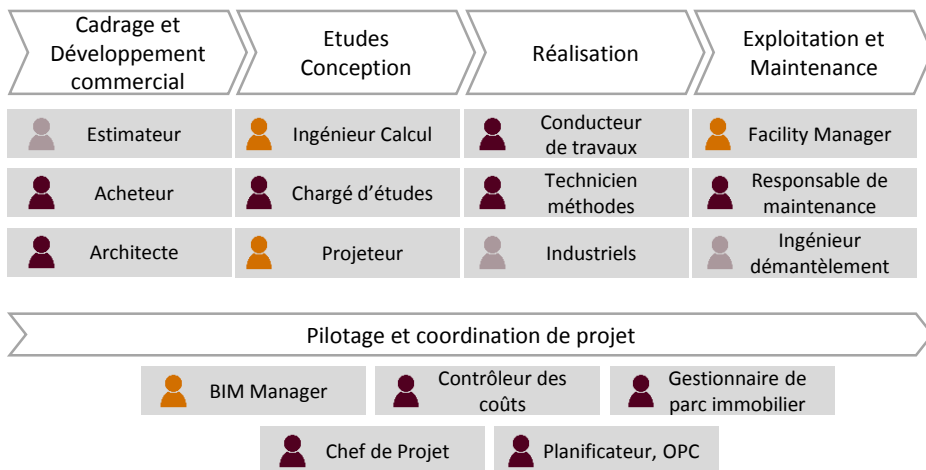 Cadrage et
Développement
commercial
Etudes
Conception
Réalisation
Exploitation et
Maintenance
Estimateur
Ingénieur Calcul
Conducteur
de travaux
Facility Manager
Acheteur
Chargé d’études
Technicien
méthodes
Responsable de
maintenance
Architecte
Projeteur
Industriels
Ingénieur
démantèlement
Pilotage et coordination de projet
BIM Manager
Contrôleur des
coûts
Gestionnaire de
parc immobilier
Chef de Projet
Planificateur, OPC